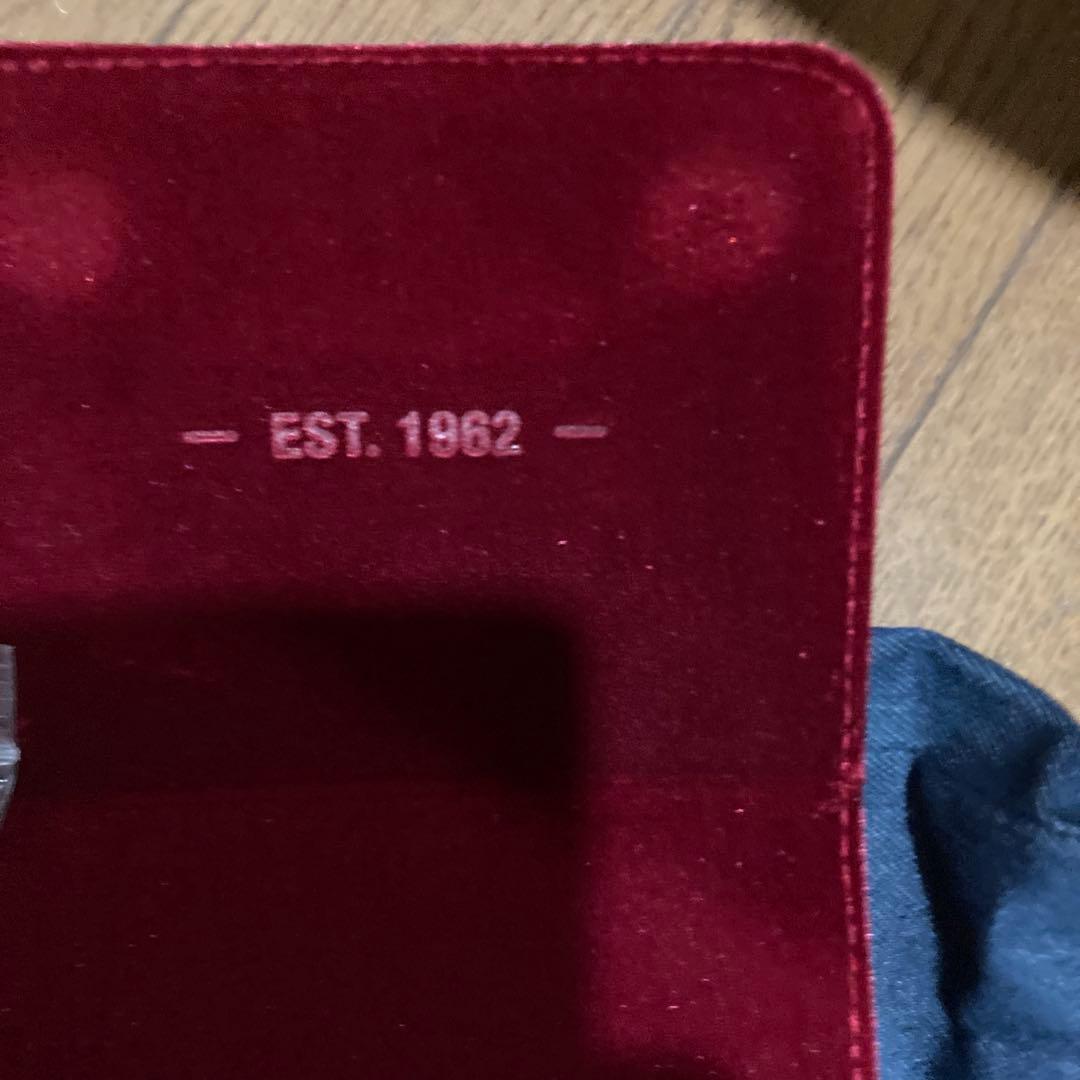 — EST. 1962 —